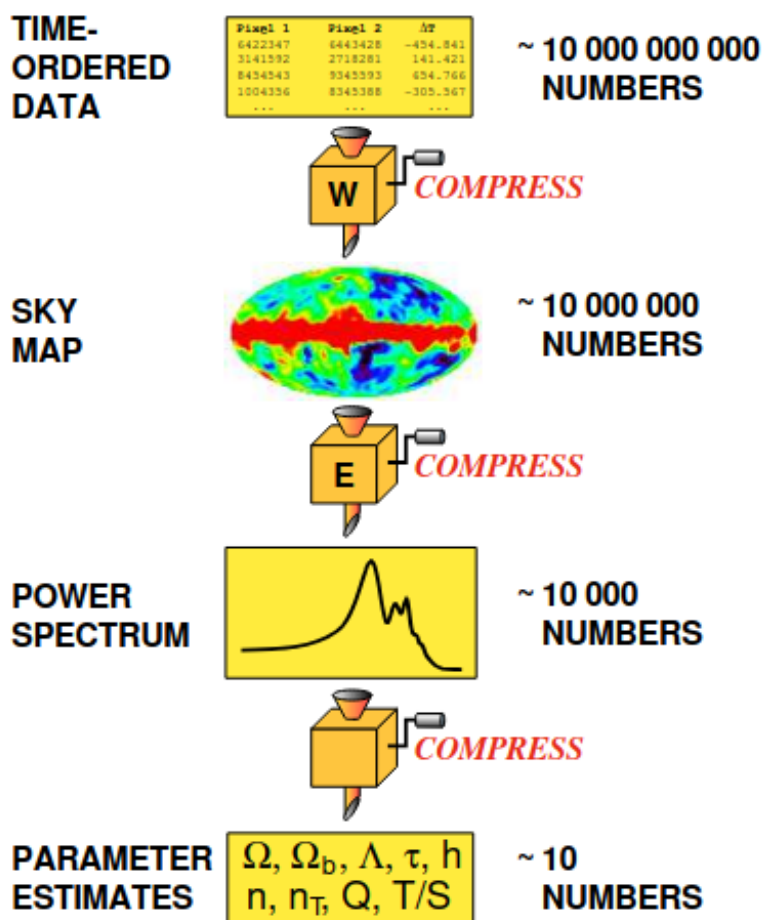 TIME-
ORDERED
DATA
Pixel 1 Pixel 2 ΔT
6422347 6443428 -454.841
3141592 2718281 141.421
8454543 9345593 654.766
1004356 8345388 -305.567
... ... ...
~ 10 000 000 000
NUMBERS
W
COMPRESS
SKY
MAP
~ 10 000 000
NUMBERS
E
COMPRESS
POWER
SPECTRUM
~ 10 000
NUMBERS
COMPRESS
PARAMETER
ESTIMATES
Ω, Ω_b, Λ, τ, h
n, n_T, Q, T/S
~ 10
NUMBERS